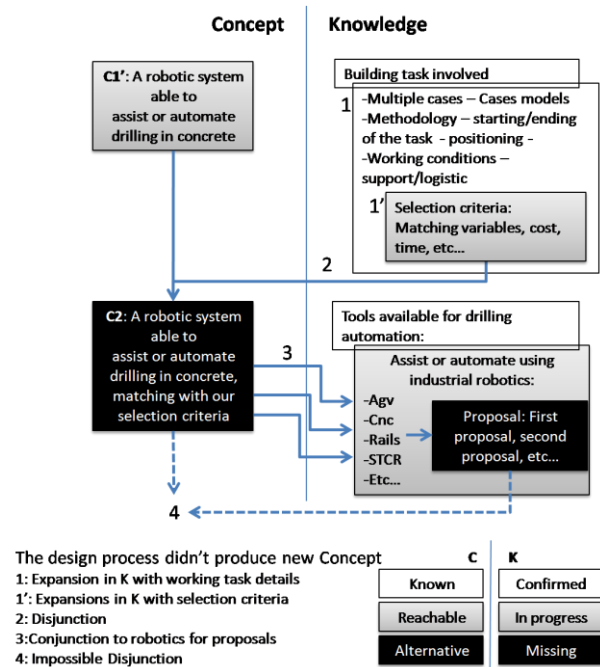 Concept
Knowledge
C1’: A robotic system
able to
assist or automate
drilling in concrete
Building task involved
1
-Multiple cases – Cases models
-Methodology – starting/ending
of the task - positioning -
-Working conditions –
support/logistic
1’
Selection criteria:
Matching variables, cost,
time, etc...
2
C2: A robotic system
able to
assist or automate
drilling in concrete,
matching with our
selection criteria
3
Tools available for drilling
automation:
Assist or automate using
industrial robotics:
-Agv
-Cnc
-Rails
-STCR
-Etc...
Proposal: First
proposal, second
proposal, etc...
4
The design process didn’t produce new Concept
1: Expansion in K with working task details
1’: Expansions in K with selection criteria
2: Disjunction
3:Conjunction to robotics for proposals
4: Impossible Disjunction
C
K
Known
Confirmed
Reachable
In progress
Alternative
Missing